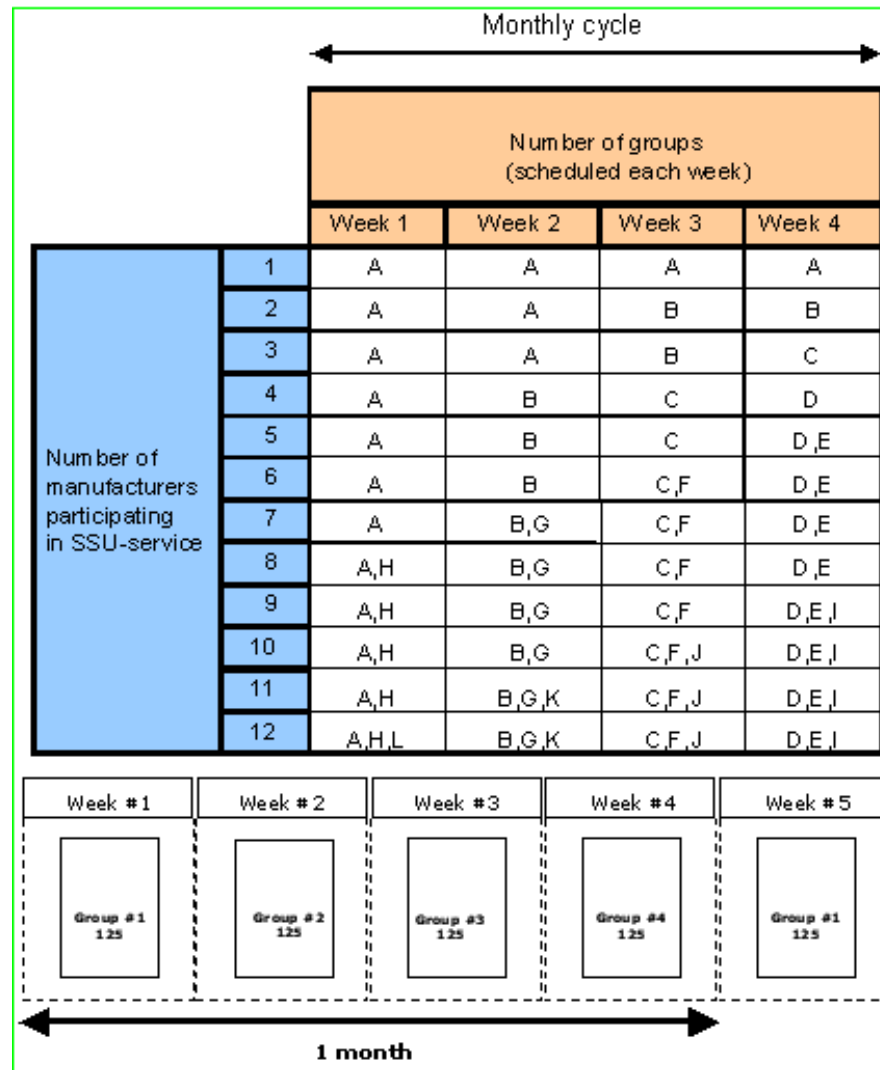 Monthly cycle
Number of groups
(scheduled each week)
Week 1 Week 2 Week 3 Week 4
1 A A A A
2 A A B B
3 A A B C
4 A B C D
5 A B C D,E
Number of
manufacturers
participating
in SSU-service
6 A B C,F D,E
7 A B,G C,F D,E
8 A,H B,G C,F D,E
9 A,H B,G C,F D,E,I
10 A,H B,G C,F,J D,E,I
11 A,H B,G,K C,F,J D,E,I
12 A,H,L B,G,K C,F,J D,E,I
Week #1 Week #2 Week #3 Week #4 Week #5
Group #1 Group #2 Group #3 Group #4 Group #1
125 125 125 125 125
1 month